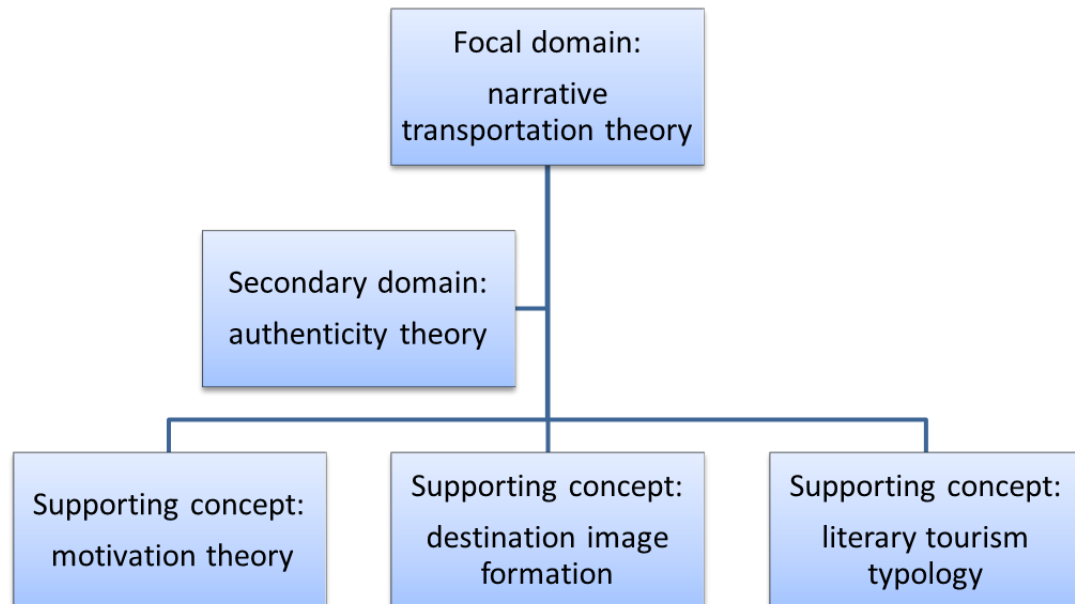 Focal domain:
narrative
transportation theory
Secondary domain:
authenticity theory
Supporting concept:
motivation theory
Supporting concept:
destination image
formation
Supporting concept:
literary tourism
typology